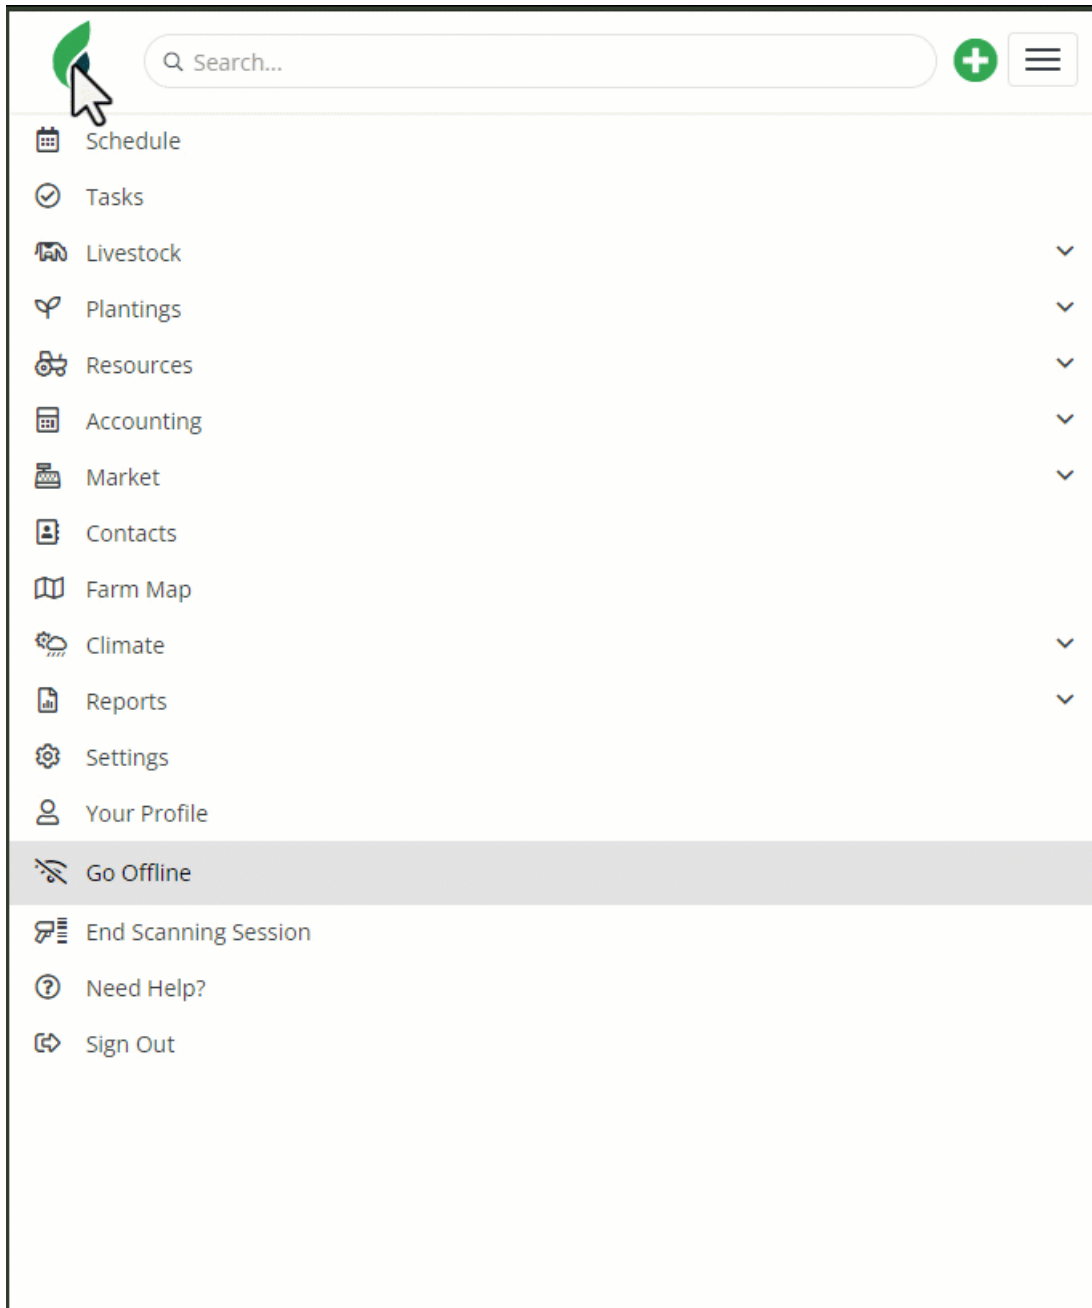 Search...
Schedule
Tasks
Livestock
Plantings
Resources
Accounting
Market
Contacts
Farm Map
Climate
Reports
Settings
Your Profile
Go Offline
End Scanning Session
Need Help?
Sign Out